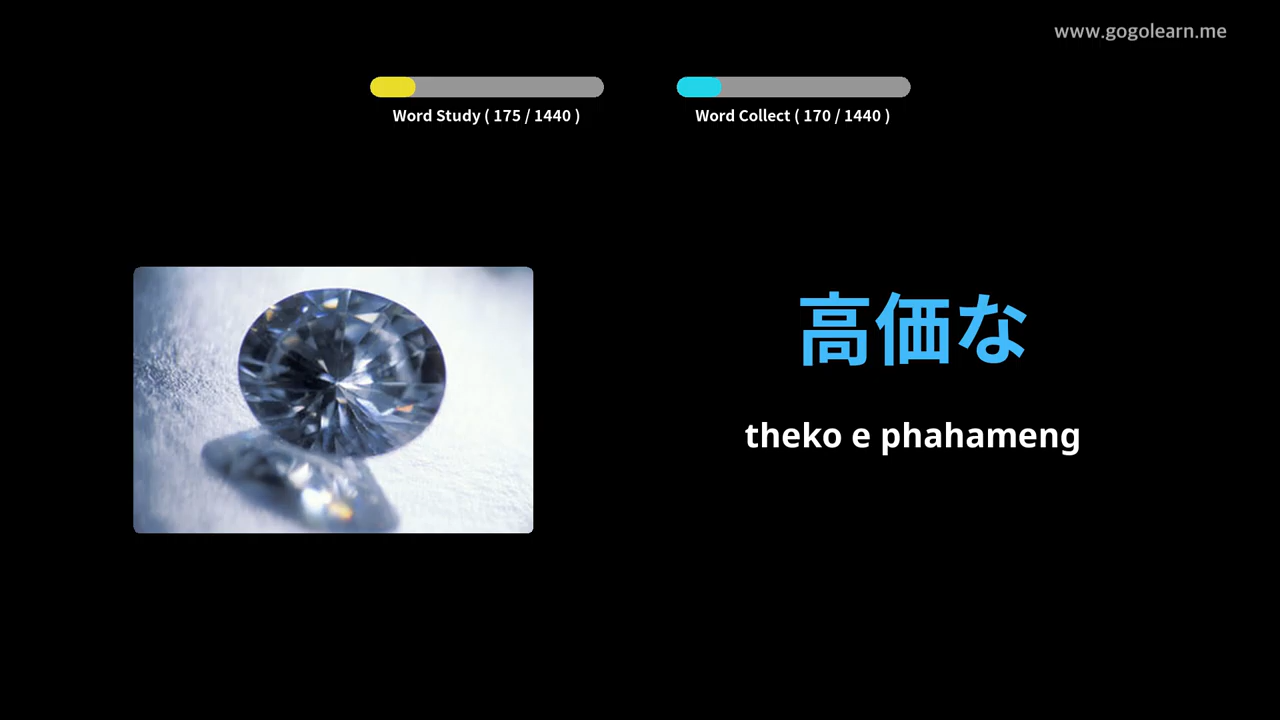 www.gogolearn.me
Word Study ( 175 / 1440 )
Word Collect ( 170 / 1440 )
高価な
theko e phahameng